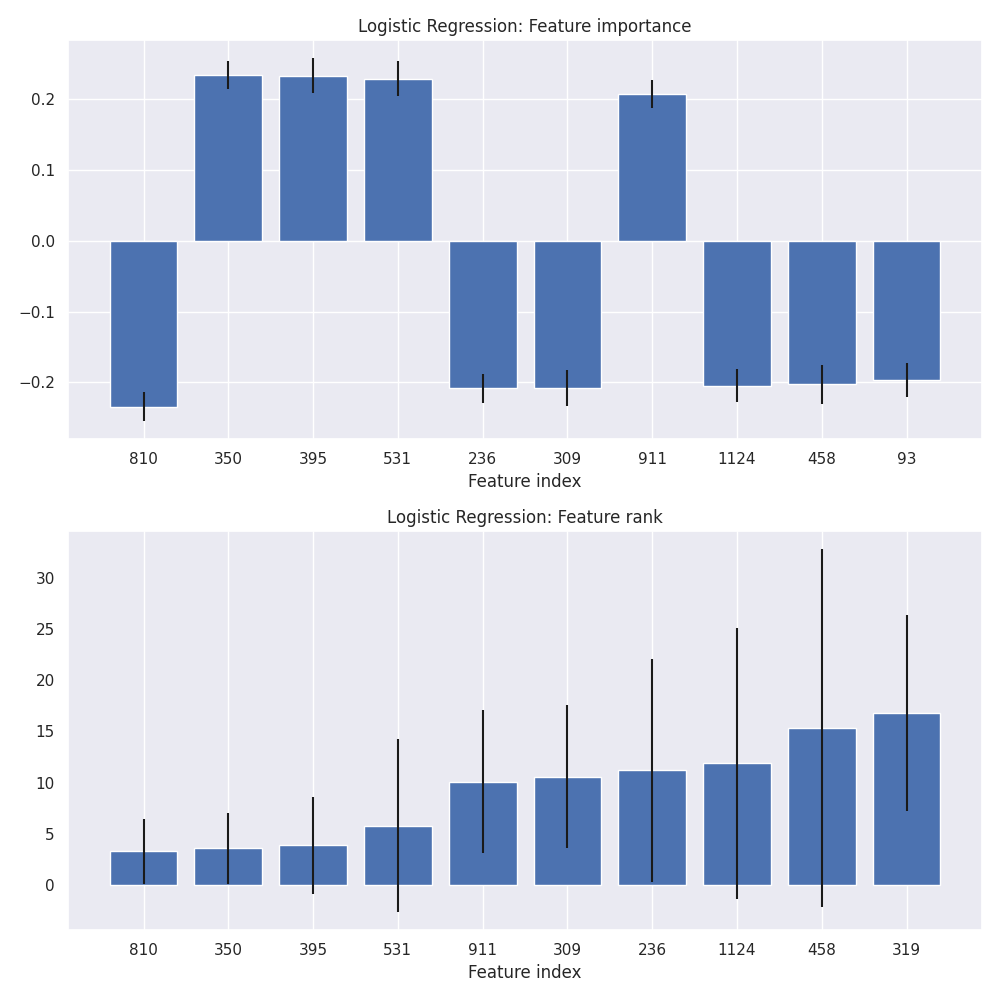 Logistic Regression: Feature importance
0.2
0.1
0.0
−0.1
−0.2
810 350 395 531 236 309 911 1124 458 93
Feature index
Logistic Regression: Feature rank
30
25
20
15
10
5
0
810 350 395 531 911 309 236 1124 458 319
Feature index